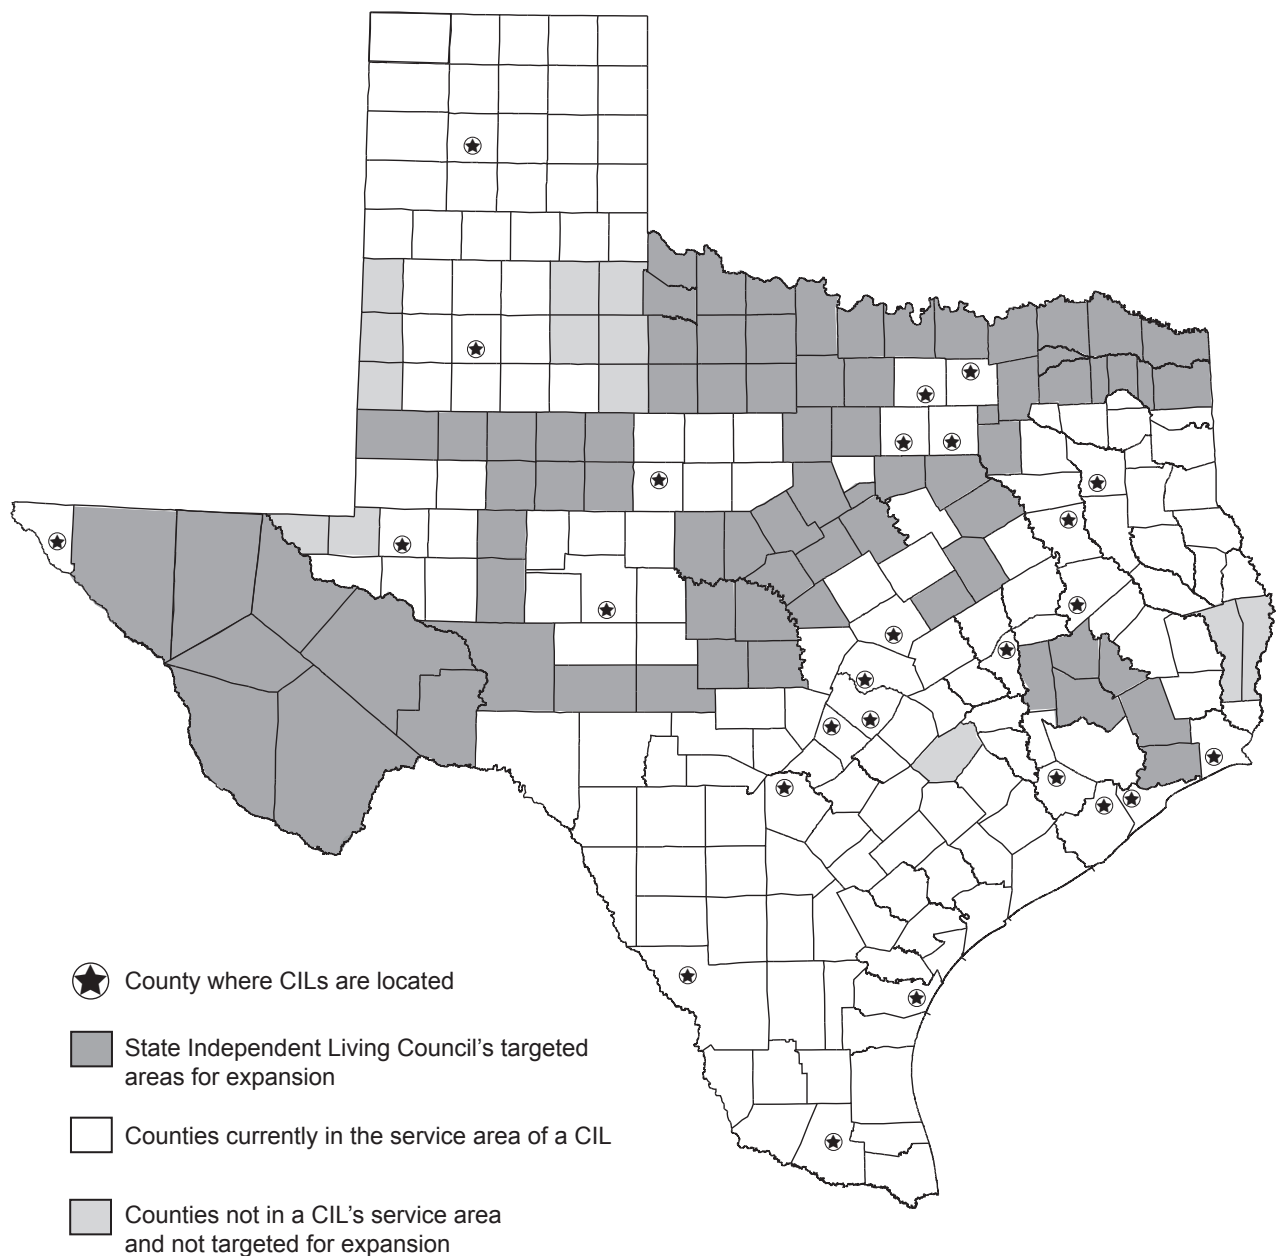 County where CILs are located
State Independent Living Council's targeted
areas for expansion
Counties currently in the service area of a CIL
Counties not in a CIL's service area
and not targeted for expansion